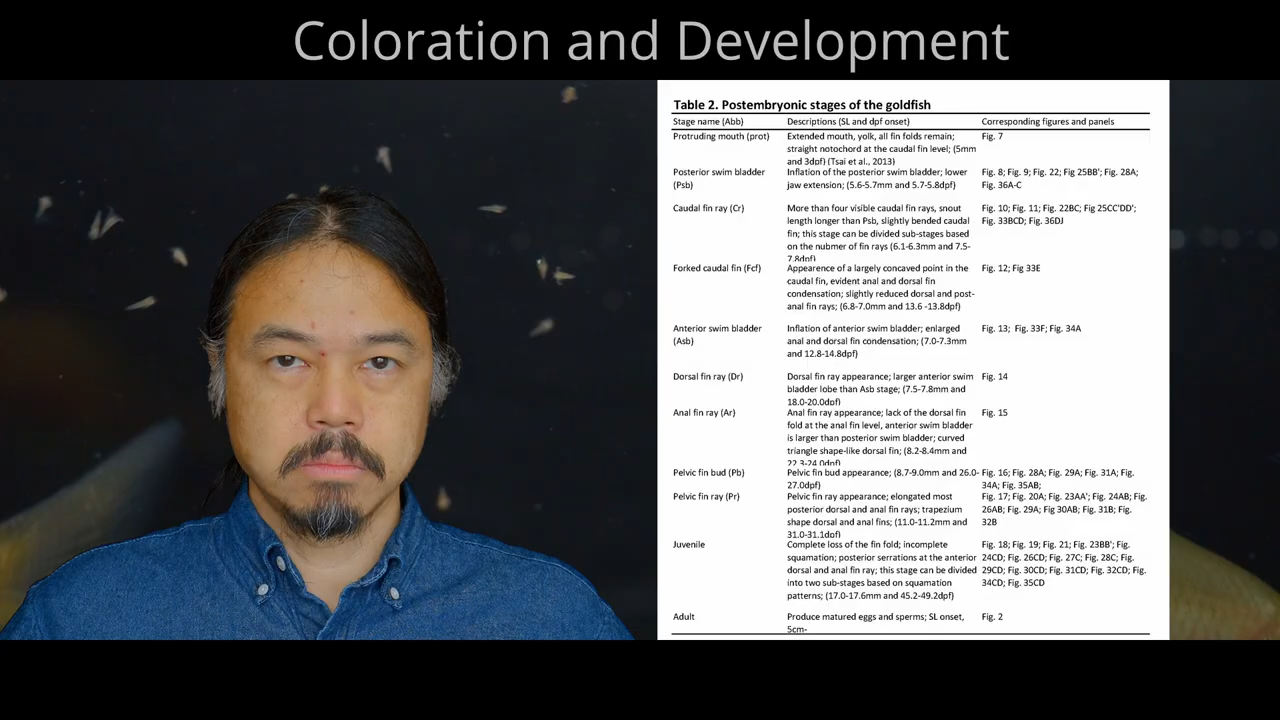 Coloration and Development
Table 2. Postembryonic stages of the goldfish
Stage name (Abb) Descriptions (SL and dpf onset) Corresponding figures and panels
Protruding mouth (prot) Extended mouth, yolk, all fin folds remain; Fig. 7
straight notochord at the caudal fin level; (5mm
and 3dpf) (Tsai et al., 2013)
Posterior swim bladder Inflation of the posterior swim bladder; lower Fig. 8; Fig. 9; Fig. 22; Fig 25BB'; Fig. 28A;
(Psb) jaw extension; (5.6-5.7mm and 5.7-5.8dpf) Fig. 36A-C
Caudal fin ray (Cr) More than four visible caudal fin rays, snout Fig. 10; Fig. 11; Fig. 22BC; Fig 25CC'DD';
length longer than Psb, slightly bended caudal Fig. 33BCD; Fig. 36DJ
fin; this stage can be divided sub-stages based
on the nubmer of fin rays (6.1-6.3mm and 7.5-
7.8dpf)
Forked caudal fin (Fcf) Appearence of a largely concaved point in the Fig. 12; Fig 33E
caudal fin, evident anal and dorsal fin
condensation; slightly reduced dorsal and post-
anal fin rays; (6.8-7.0mm and 13.6 -13.8dpf)
Anterior swim bladder Inflation of anterior swim bladder; enlarged Fig. 13; Fig. 33F; Fig. 34A
(Asb) anal and dorsal fin condensation; (7.0-7.3mm
and 12.8-14.8dpf)
Dorsal fin ray (Dr) Dorsal fin ray appearance; larger anterior swim Fig. 14
bladder lobe than Asb stage; (7.5-7.8mm and
18.0-20.0dpf)
Anal fin ray (Ar) Anal fin ray appearance; lack of the dorsal fin Fig. 15
fold at the anal fin level, anterior swim bladder
is larger than posterior swim bladder; curved
triangle shape-like dorsal fin; (8.2-8.4mm and
22.3-24.0dpf)
Pelvic fin bud (Pb) Pelvic fin bud appearance; (8.7-9.0mm and 26.0- Fig. 16; Fig. 28A; Fig. 29A; Fig. 31A; Fig.
27.0dpf) 34A; Fig. 35AB;
Pelvic fin ray (Pr) Pelvic fin ray appearance; elongated most Fig. 17; Fig. 20A; Fig. 23AA'; Fig. 24AB; Fig.
posterior dorsal and anal fin rays; trapezium 26AB; Fig. 29A; Fig 30AB; Fig. 31B; Fig.
shape dorsal and anal fins; (11.0-11.2mm and 32B
31.0-31.1dpf)
Juvenile Complete loss of the fin fold; incomplete Fig. 18; Fig. 19; Fig. 21; Fig. 23BB'; Fig.
squamation; posterior serrations at the anterior 24CD; Fig. 26CD; Fig. 27C; Fig. 28C; Fig.
dorsal and anal fin ray; this stage can be divided 29CD; Fig. 30CD; Fig. 31CD; Fig. 32CD; Fig.
into two sub-stages based on squamation 34CD; Fig. 35CD
patterns; (17.0-17.6mm and 45.2-49.2dpf)
Adult Produce matured eggs and sperms; SL onset, Fig. 2
5cm-